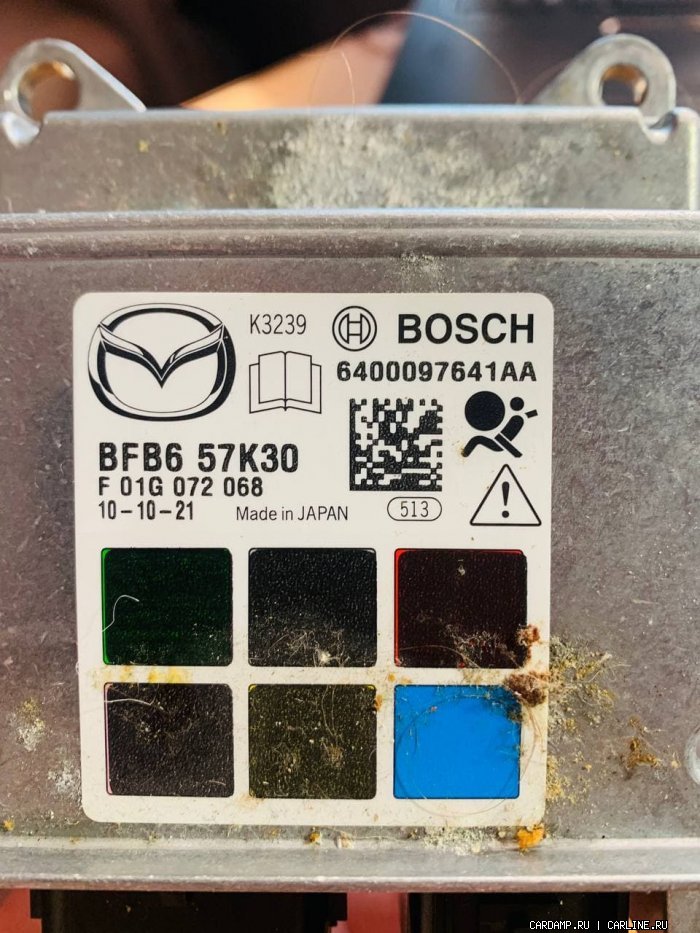 K3239
BOSCH
6400097641AA
BFB6 57K30
F 01G 072 068
10-10-21
Made in JAPAN
513
CARDAMP.RU | CARLINE.RU